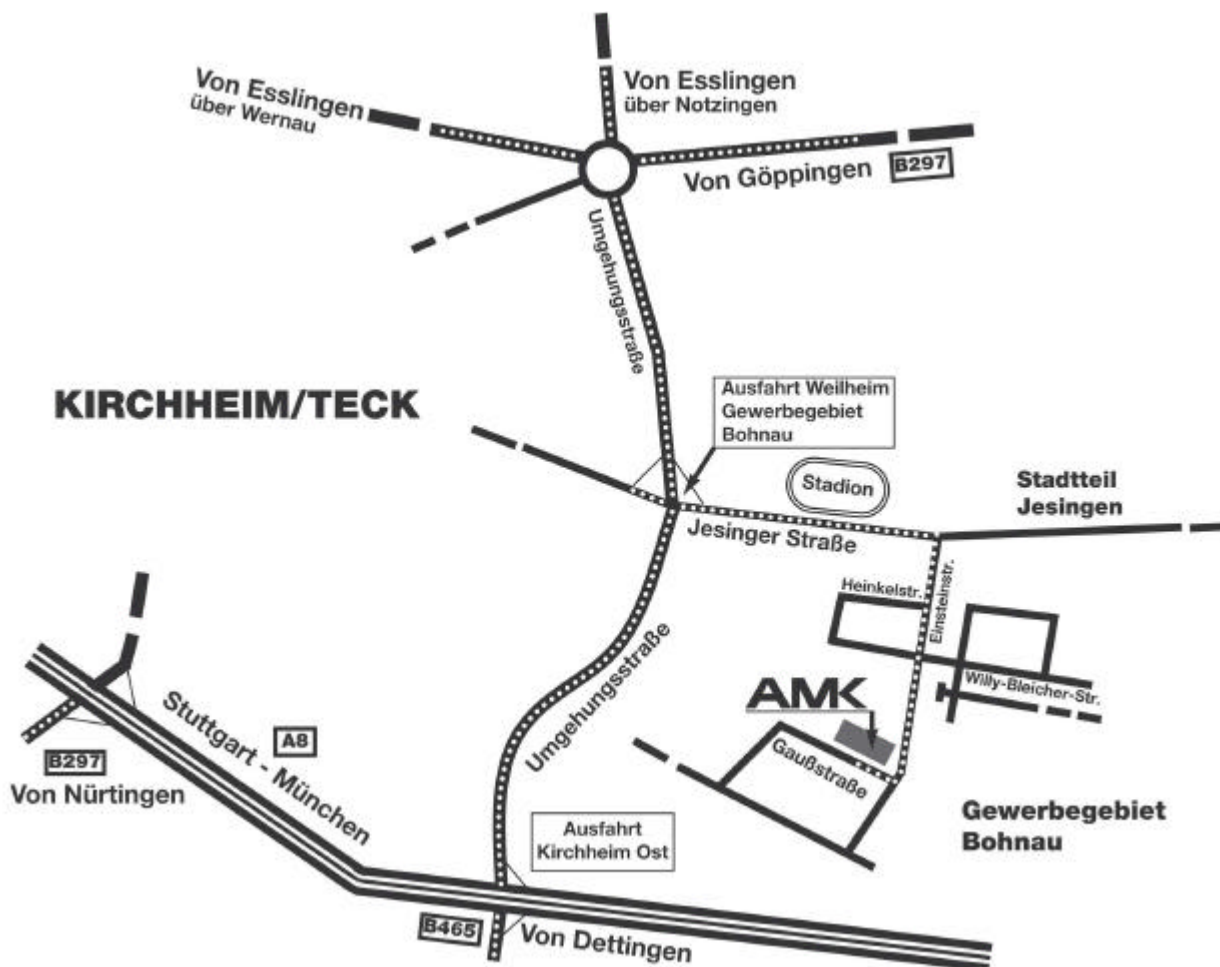 Von Esslingen
über Wernau
Von Esslingen
über Notzingen
Von Göppingen
B297
Umgehungsstraße
KIRCHHEIM/TECK
Ausfahrt Weilheim
Gewerbegebiet
Bohnau
Stadion
Stadtteil
Jesingen
Jesinger Straße
Heinkelstr.
Einsteinstr.
Umgehungsstraße
Willy-Bleicher-Str.
AMK
Gaußstraße
Stuttgart - München
A8
B297
Von Nürtingen
Gewerbegebiet
Bohnau
Ausfahrt
Kirchheim Ost
B465
Von Dettingen